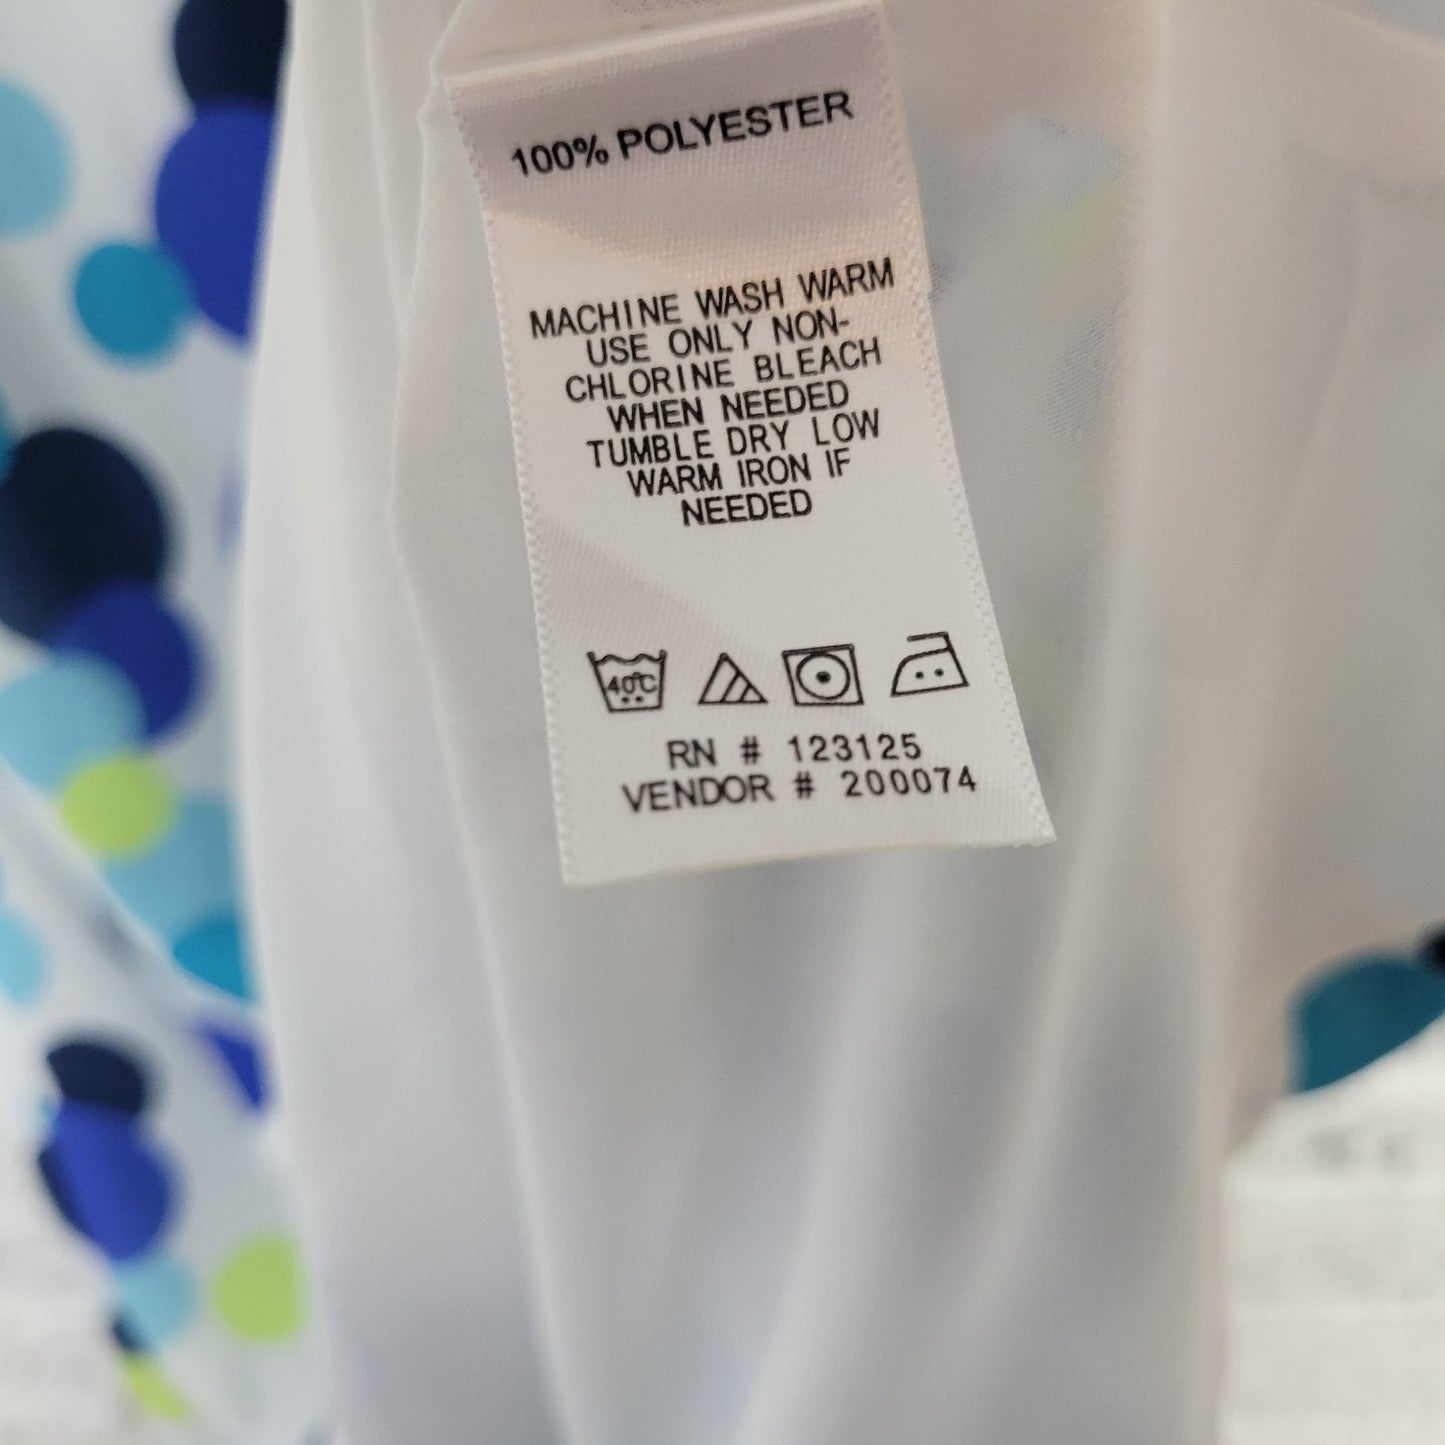 100% POLYESTER
MACHINE WASH WARM
USE ONLY NON-
CHLORINE BLEACH
WHEN NEEDED
TUMBLE DRY LOW
WARM IRON IF
NEEDED
40°C
RN # 123125
VENDOR # 200074